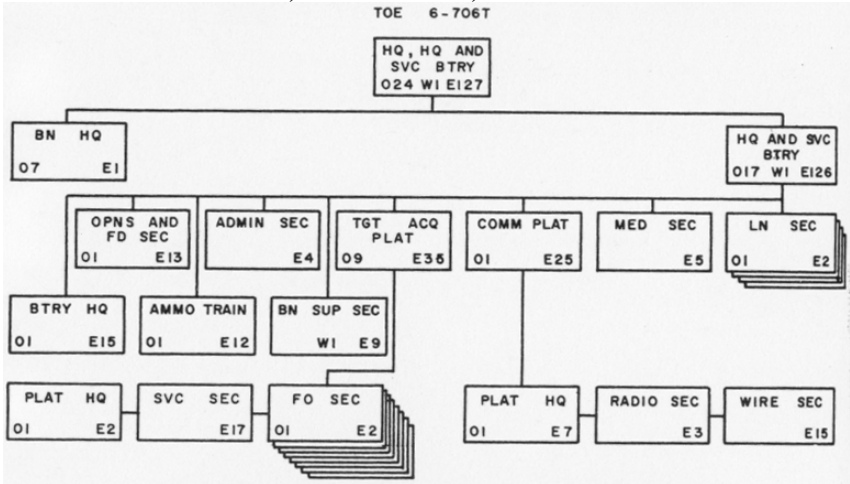 TOE 6-706T
HQ, HQ AND
SVC BTRY
O24 W1 E127
BN HQ
O7 E1
HQ AND SVC
BTRY
O17 W1 E126
OPNS AND
FD SEC
O1 E13
ADMIN SEC
E4
TGT ACQ
PLAT
O9 E35
COMM PLAT
O1 E25
MED SEC
E5
LN SEC
O1 E2
BTRY HQ
O1 E15
AMMO TRAIN
O1 E12
BN SUP SEC
W1 E9
PLAT HQ
O1 E2
SVC SEC
E17
FO SEC
O1 E2
PLAT HQ
O1 E7
RADIO SEC
E3
WIRE SEC
E15